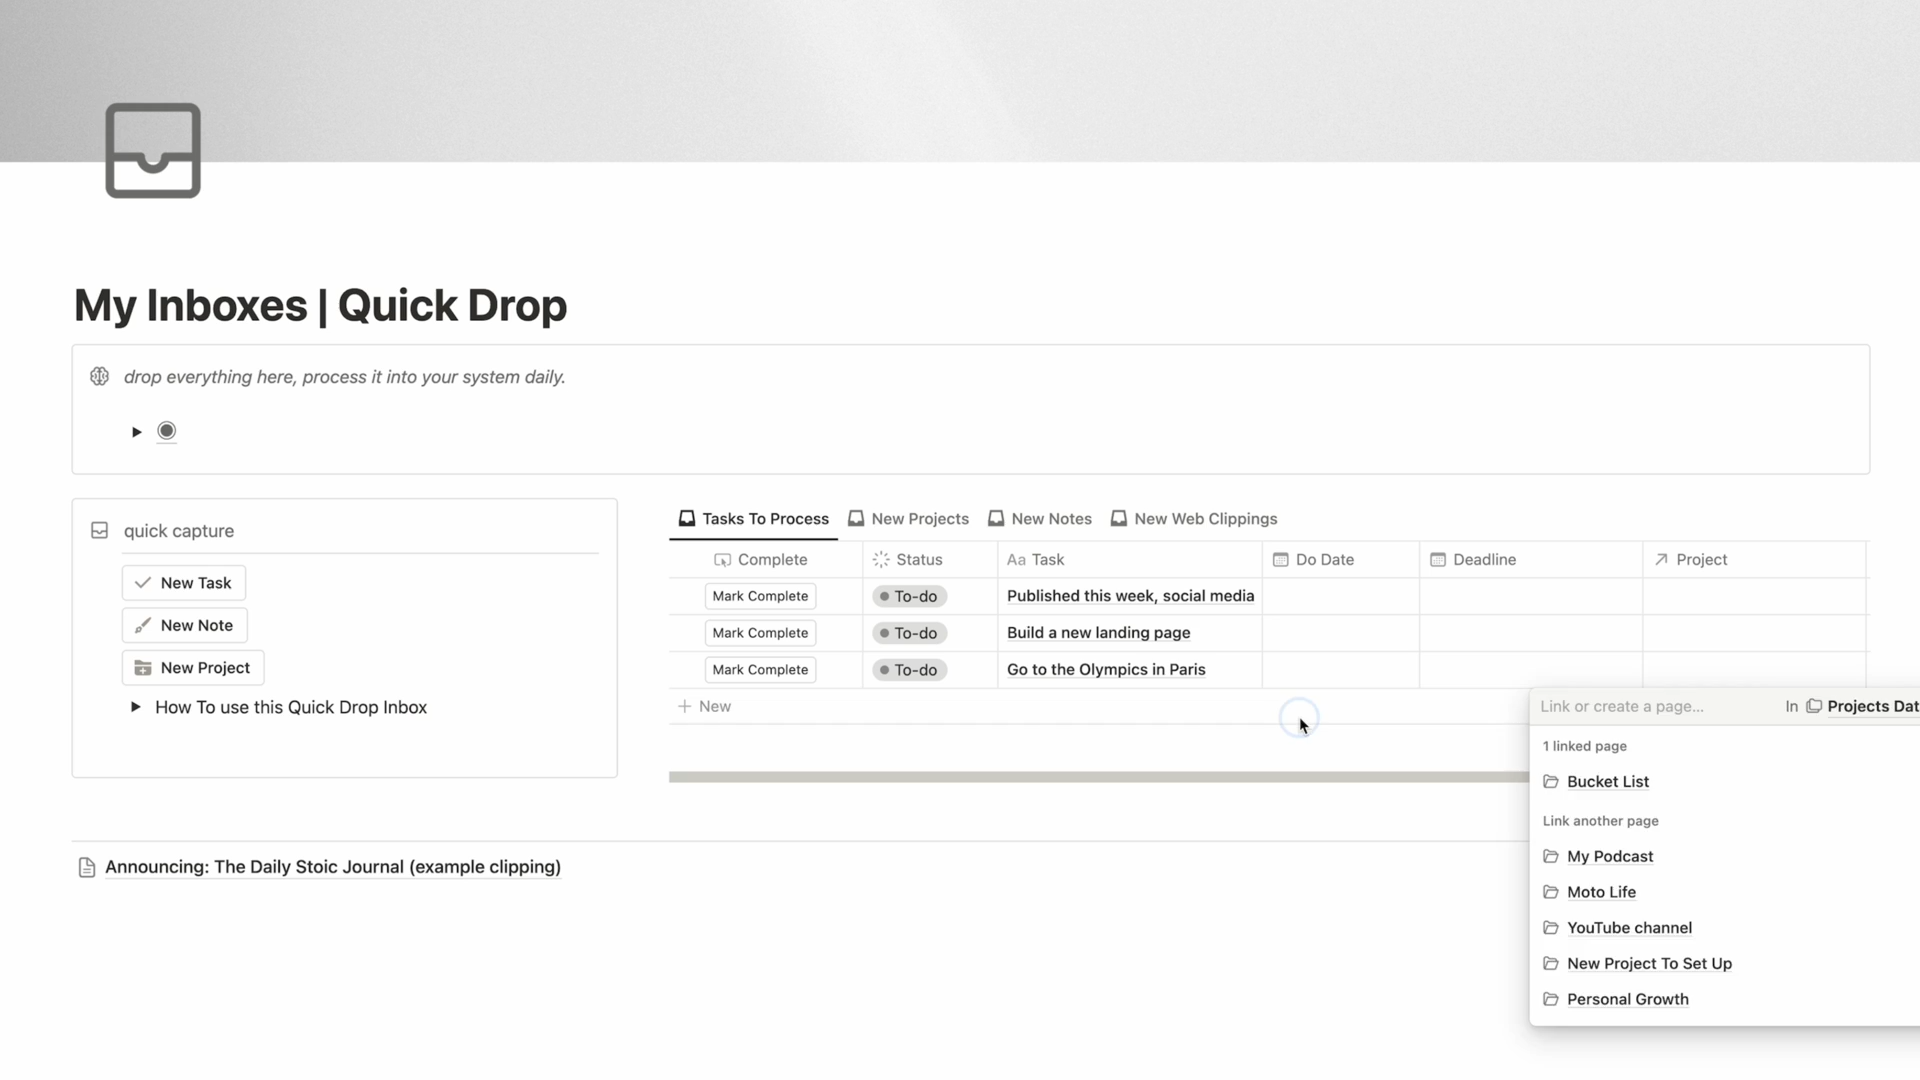 My Inboxes | Quick Drop
drop everything here, process it into your system daily.
quick capture
New Task
New Note
New Project
How To use this Quick Drop Inbox
Tasks To Process New Projects New Notes New Web Clippings
Complete Status Aa Task Do Date Deadline Project
Mark Complete To-do Published this week, social media
Mark Complete To-do Build a new landing page
Mark Complete To-do Go to the Olympics in Paris
+ New
Link or create a page... In Projects Dat
1 linked page
Bucket List
Link another page
My Podcast
Moto Life
YouTube channel
New Project To Set Up
Personal Growth
Announcing: The Daily Stoic Journal (example clipping)